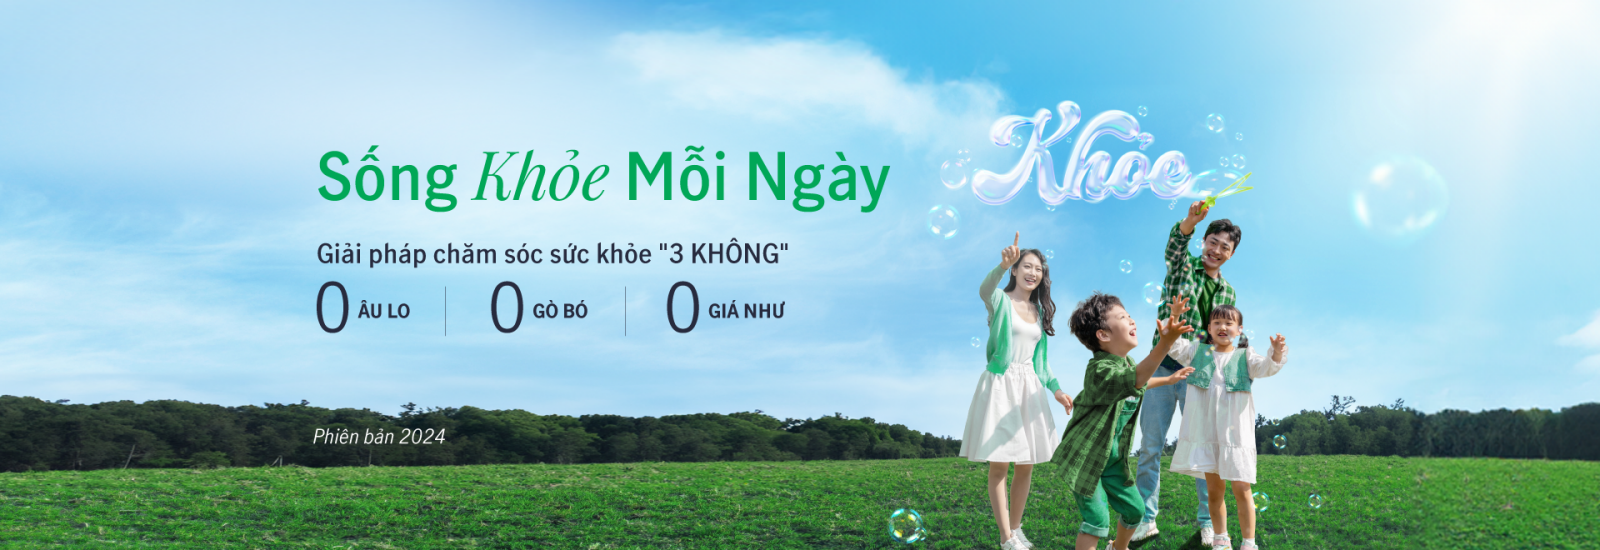 Khỏe
Sống Khỏe Mỗi Ngày
Giải pháp chăm sóc sức khỏe "3 KHÔNG"
0 ÂU LO
0 GÒ BÓ
0 GIÁ NHƯ
Phiên bản 2024